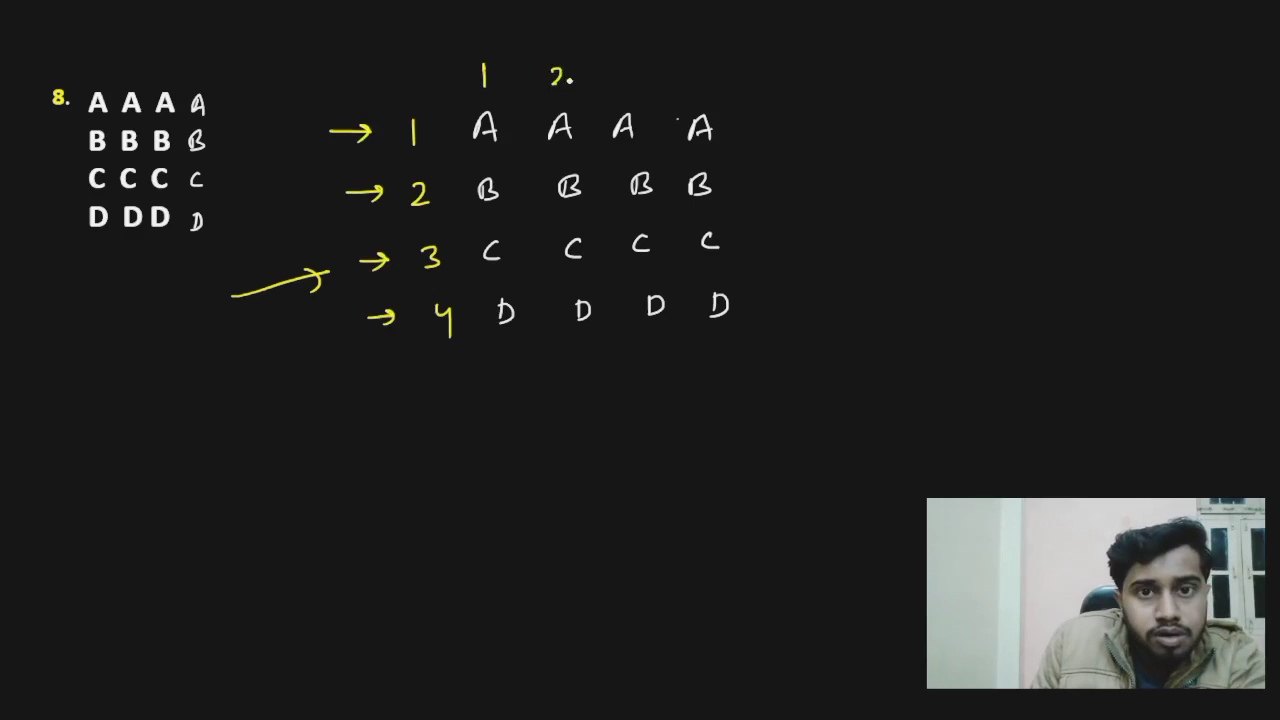 8. A A A A
B B B B
C C C C
D D D D
1 2.
→ 1 A A A A
→ 2 B B B B
→ 3 C C C C
→ 4 D D D D